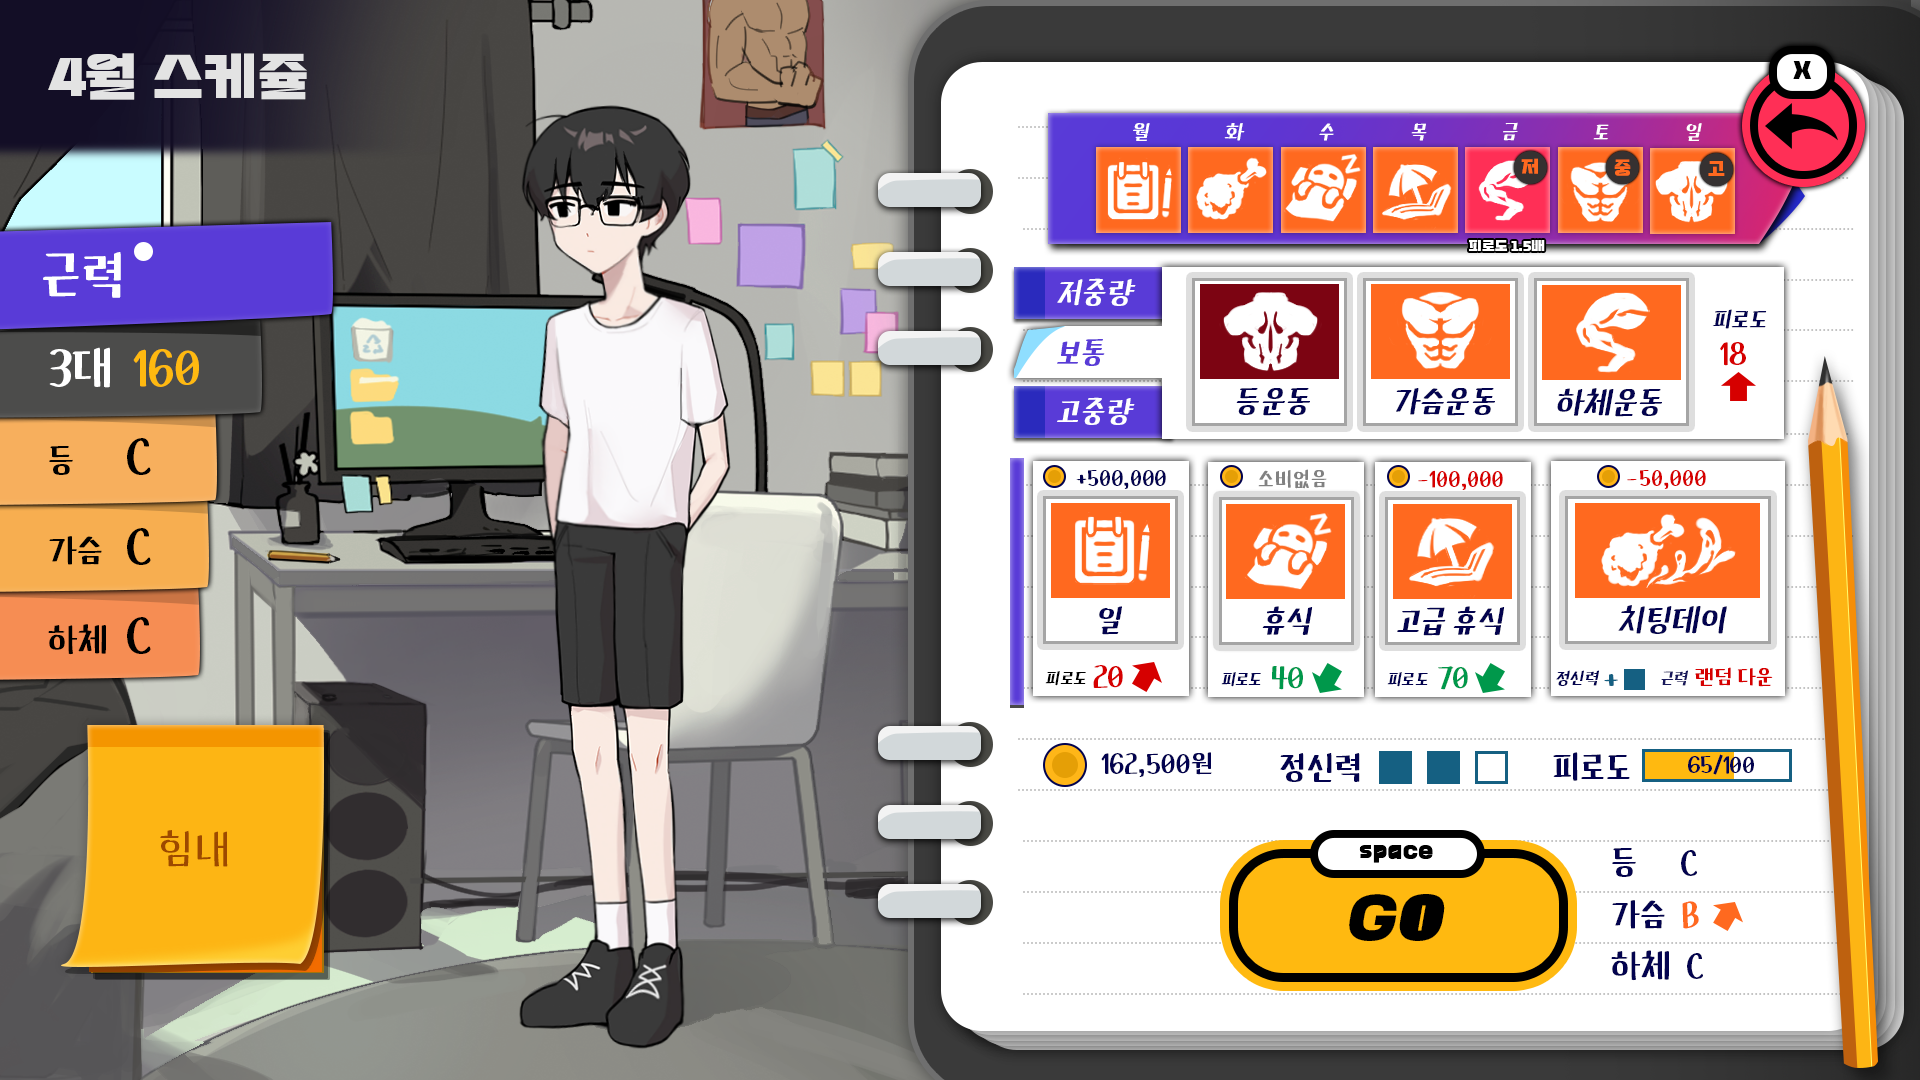 4월 스케쥴
근력
3대 160
등 C
가슴 C
하체 C
힘내
X
월 화 수 목 금 토 일
저 중 고
피로도 1.5배
저중량
보통
고중량
등운동
가슴운동
하체운동
피로도
18
+500,000
일
피로도 20
소비없음
휴식
피로도 40
-100,000
고급 휴식
피로도 70
-50,000
치팅데이
정신력 + 근력 랜덤 다운
162,500원
정신력
피로도 65/100
space
GO
등 C
가슴 B
하체 C